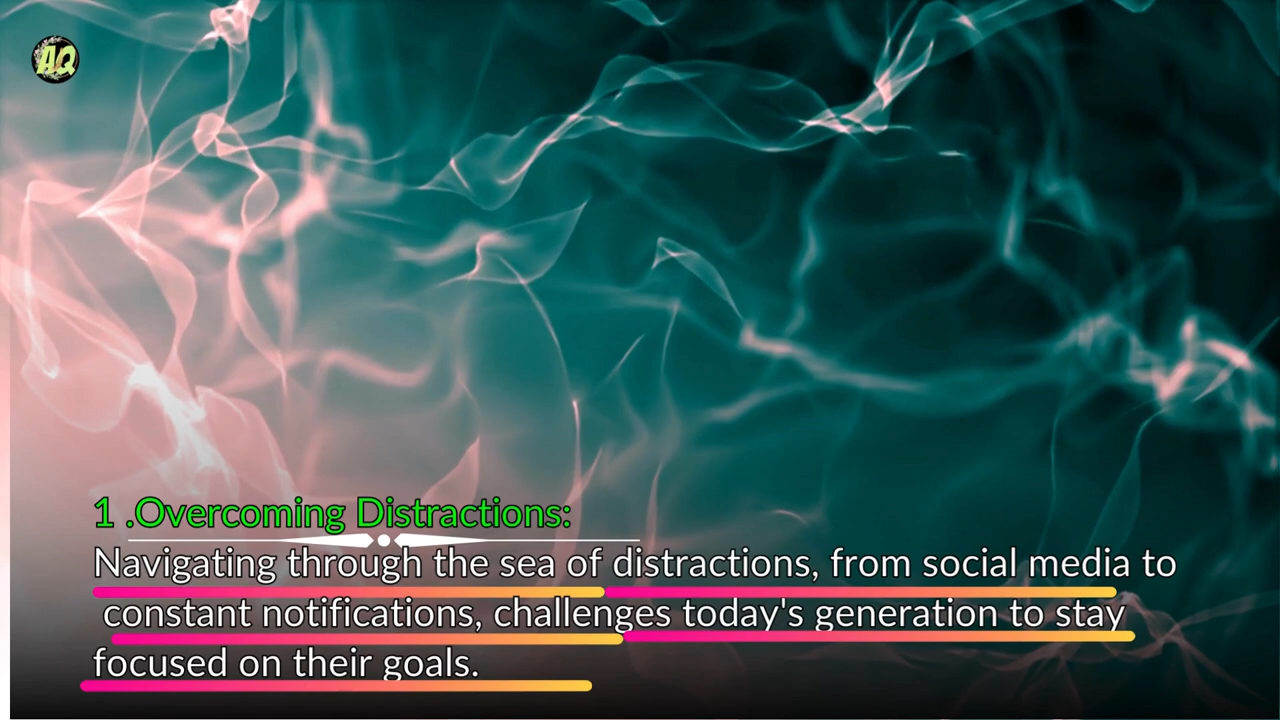 AQ
1 .Overcoming Distractions:
Navigating through the sea of distractions, from social media to
constant notifications, challenges today's generation to stay
focused on their goals.